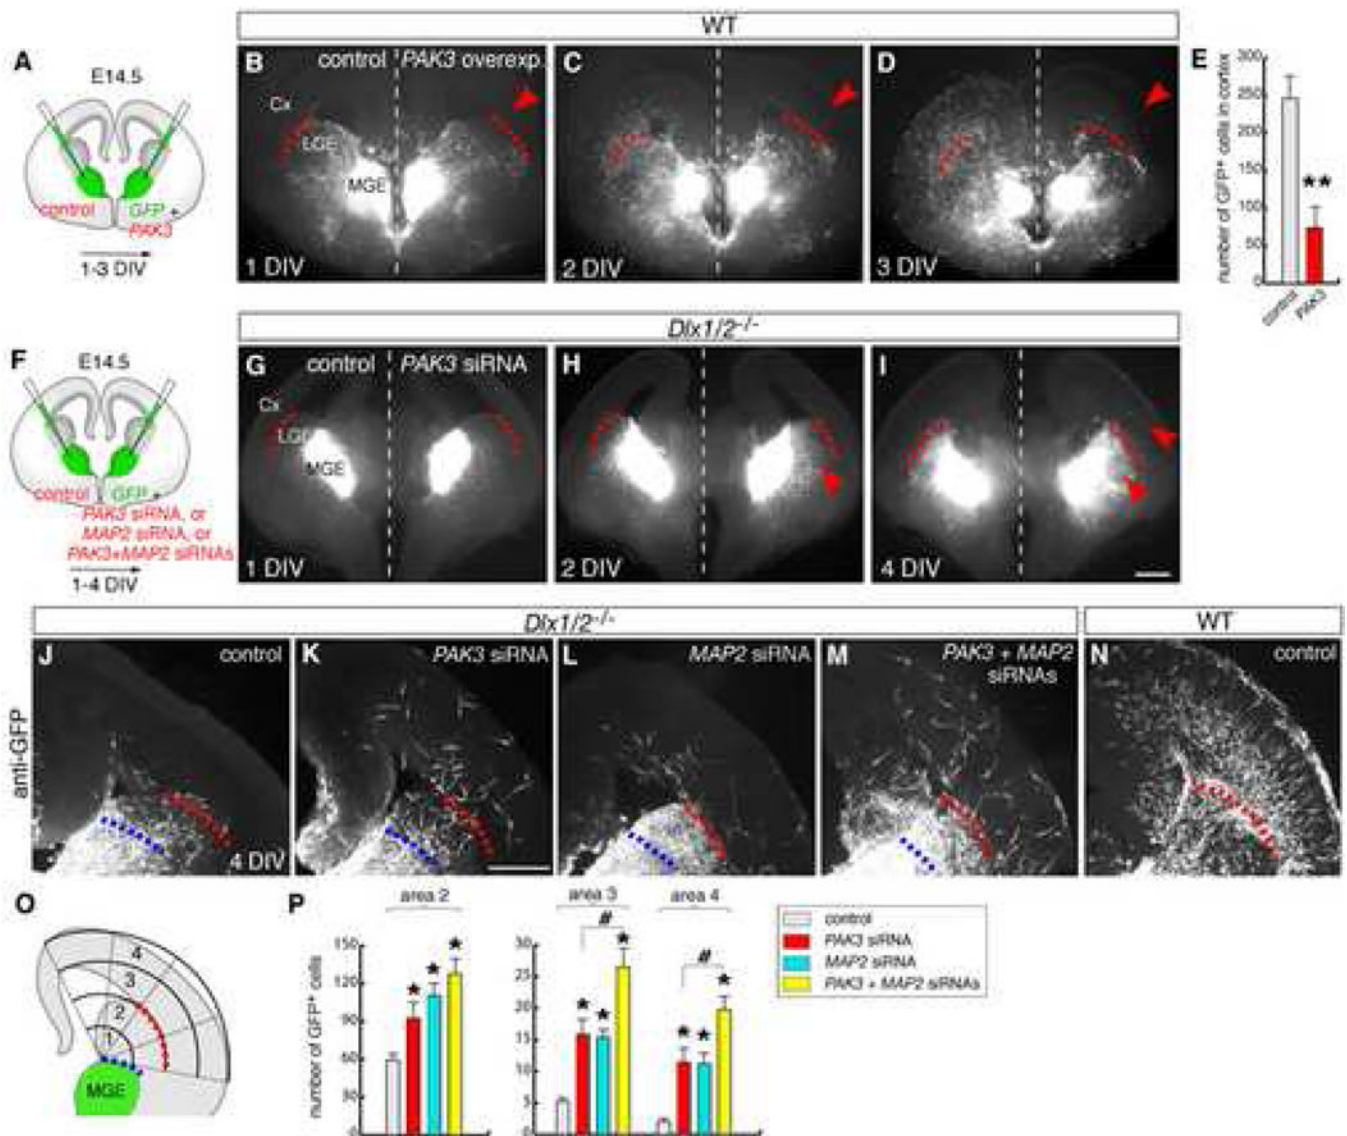 WT
A
E14.5
control
GFP +
PAK3
1-3 DIV
B
control
PAK3 overexp.
Cx
LGE
MGE
1 DIV
C
2 DIV
D
3 DIV
E
number of GFP+ cells in cortex
300
250
200
150
100
50
0
**
control
PAK3
Dlx1/2-/-
F
E14.5
control
GFP +
PAK3 siRNA, or
MAP2 siRNA, or
PAK3+MAP2 siRNAs
1-4 DIV
G
control
PAK3 siRNA
Cx
LGE
MGE
1 DIV
H
2 DIV
I
4 DIV
Dlx1/2-/-
WT
anti-GFP
J
control
4 DIV
K
PAK3 siRNA
L
MAP2 siRNA
M
PAK3 + MAP2
siRNAs
N
control
O
4
3
2
1
MGE
P
number of GFP+ cells
area 2
150
120
90
60
30
0
*
*
*
area 3
area 4
30
25
20
15
10
5
0
#
*
*
*
#
*
*
*
control
PAK3 siRNA
MAP2 siRNA
PAK3 + MAP2 siRNAs